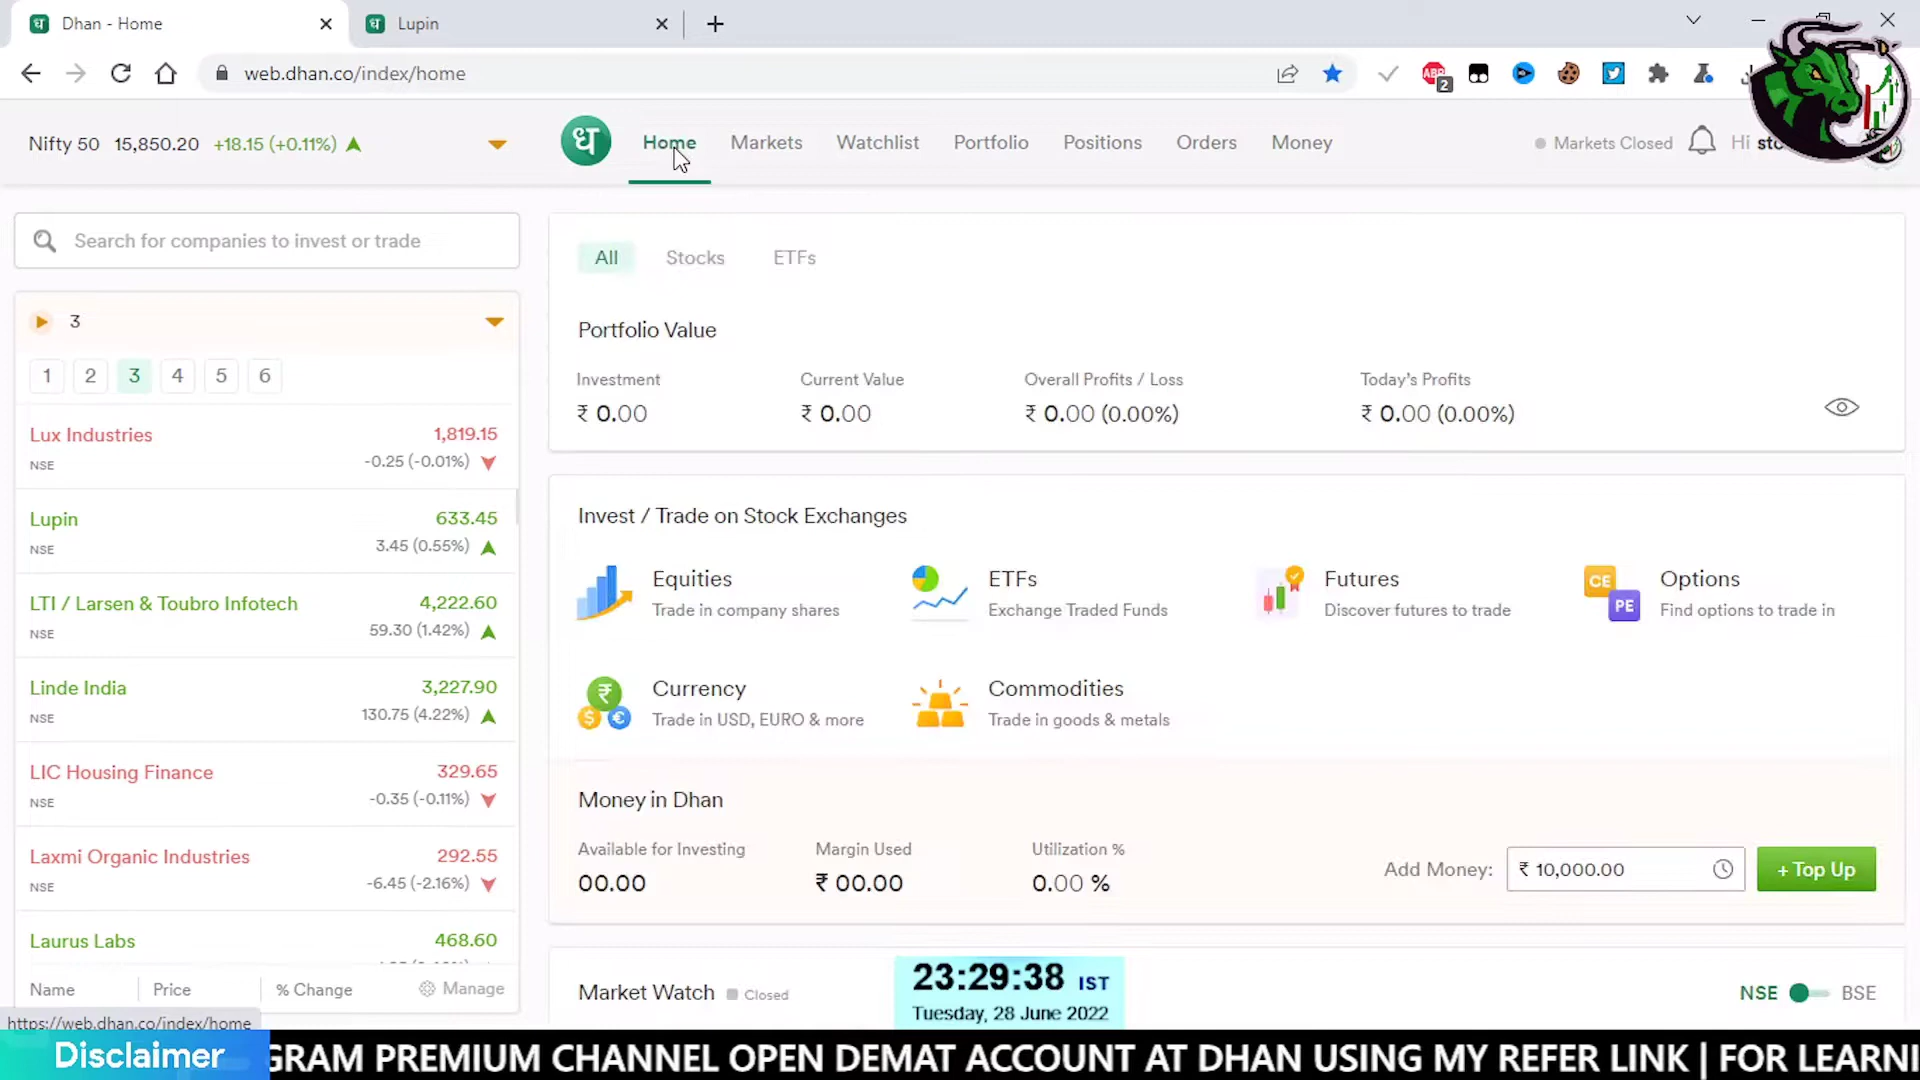 Dhan - Home
Lupin
web.dhan.co/index/home
ABP
2
Nifty 50 15,850.20 +18.15 (+0.11%)
ध
Home Markets Watchlist Portfolio Positions Orders Money
Markets Closed
Hi
Search for companies to invest or trade
3
1 2 3 4 5 6
Lux Industries 1,819.15
NSE -0.25 (-0.01%)
Lupin 633.45
NSE 3.45 (0.55%)
LTI / Larsen & Toubro Infotech 4,222.60
NSE 59.30 (1.42%)
Linde India 3,227.90
NSE 130.75 (4.22%)
LIC Housing Finance 329.65
NSE -0.35 (-0.11%)
Laxmi Organic Industries 292.55
NSE -6.45 (-2.16%)
Laurus Labs 468.60
Name Price % Change Manage
https://web.dhan.co/index/home
All Stocks ETFs
Portfolio Value
Investment Current Value Overall Profits / Loss Today's Profits
₹ 0.00 ₹ 0.00 ₹ 0.00 (0.00%) ₹ 0.00 (0.00%)
Invest / Trade on Stock Exchanges
Equities
Trade in company shares
ETFs
Exchange Traded Funds
Futures
Discover futures to trade
CE
PE
Options
Find options to trade in
Currency
Trade in USD, EURO & more
Commodities
Trade in goods & metals
Money in Dhan
Available for Investing Margin Used Utilization %
00.00 ₹ 00.00 0.00 %
Add Money: ₹ 10,000.00 + Top Up
Market Watch Closed
23:29:38 IST
Tuesday, 28 June 2022
NSE BSE
Disclaimer
GRAM PREMIUM CHANNEL OPEN DEMAT ACCOUNT AT DHAN USING MY REFER LINK | FOR LEARNI